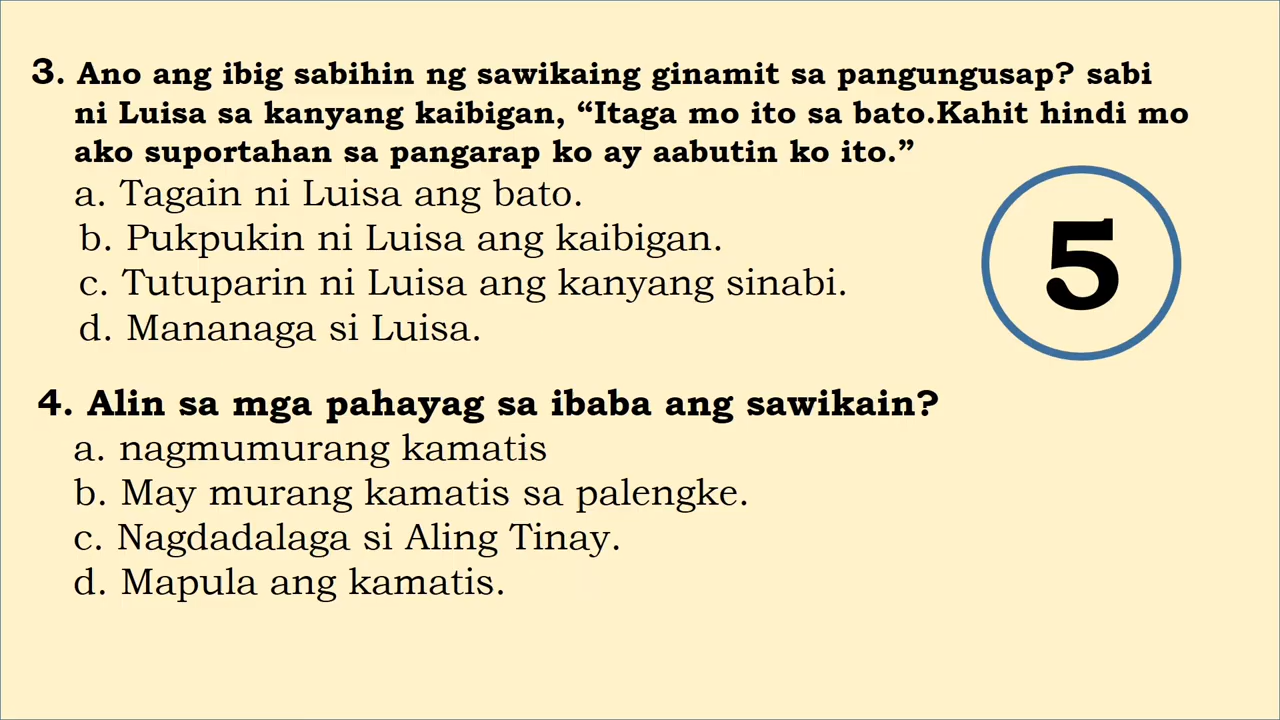 3. Ano ang ibig sabihin ng sawikaing ginamit sa pangungusap? sabi
ni Luisa sa kanyang kaibigan, “Itaga mo ito sa bato.Kahit hindi mo
ako suportahan sa pangarap ko ay aabutin ko ito.”
a. Tagain ni Luisa ang bato.
b. Pukpukin ni Luisa ang kaibigan.
c. Tutuparin ni Luisa ang kanyang sinabi.
d. Mananaga si Luisa.
5
4. Alin sa mga pahayag sa ibaba ang sawikain?
a. nagmumurang kamatis
b. May murang kamatis sa palengke.
c. Nagdadalaga si Aling Tinay.
d. Mapula ang kamatis.